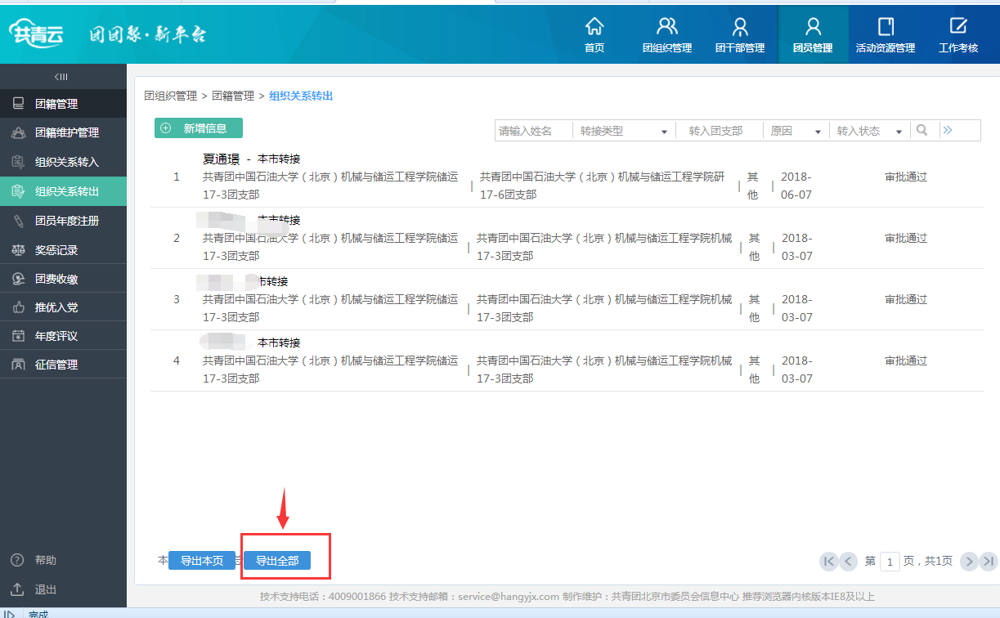 共青云 团团聚·新平台
首页 团组织管理 团干部管理 团员管理 活动资源管理 工作考核
团籍管理
团籍维护管理
组织关系转入
组织关系转出
团员年度注册
奖惩记录
团费收缴
推优入党
年度评议
征信管理
帮助
退出
团组织管理 > 团籍管理 > 组织关系转出
新增信息 请输入姓名 转接类型 转入团支部 原因 转入状态
夏通璟 - 本市转接
1 共青团中国石油大学（北京）机械与储运工程学院储运 共青团中国石油大学（北京）机械与储运工程学院研 其 2018- 审批通过
17-3团支部 17-6团支部 他 06-07
本市转接
2 共青团中国石油大学（北京）机械与储运工程学院储运 共青团中国石油大学（北京）机械与储运工程学院机械 其 2018- 审批通过
17-3团支部 17-3团支部 他 03-07
市转接
3 共青团中国石油大学（北京）机械与储运工程学院储运 共青团中国石油大学（北京）机械与储运工程学院机械 其 2018- 审批通过
17-3团支部 17-3团支部 他 03-07
本市转接
4 共青团中国石油大学（北京）机械与储运工程学院储运 共青团中国石油大学（北京）机械与储运工程学院机械 其 2018- 审批通过
17-3团支部 17-3团支部 他 03-07
本 导出本页 导出全部 第 1 页，共1页
技术支持电话：4009001866 技术支持邮箱：service@hangyjx.com 制作维护：共青团北京市委员会信息中心 推荐浏览器内核版本IE8及以上
完成